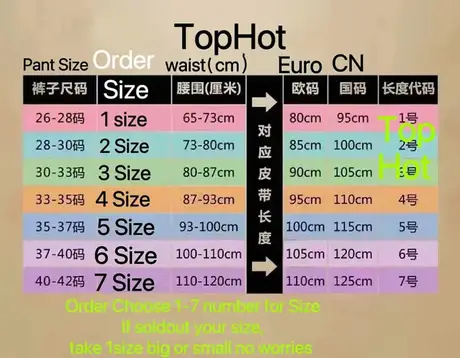 TopHot
Pant Size Order waist(cm) Euro CN
裤子尺码 Size 腰围(厘米) 欧码 国码 长度代码
26-28码 1 size 65-73cm 80cm 95cm 1号
28-30码 2 Size 73-80cm 85cm 100cm 2号
30-33码 3 Size 80-87cm 90cm 105cm 3号
33-35码 4 Size 87-93cm 95cm 110cm 4号
35-37码 5 Size 93-100cm 100cm 115cm 5号
37-40码 6 Size 100-110cm 105cm 120cm 6号
40-42码 7 Size 110-120cm 110cm 125cm 7号
对应皮带长度
Top
Hot
Order Choose 1-7 number for Size
If soldout your size
take 1size big or small no worries